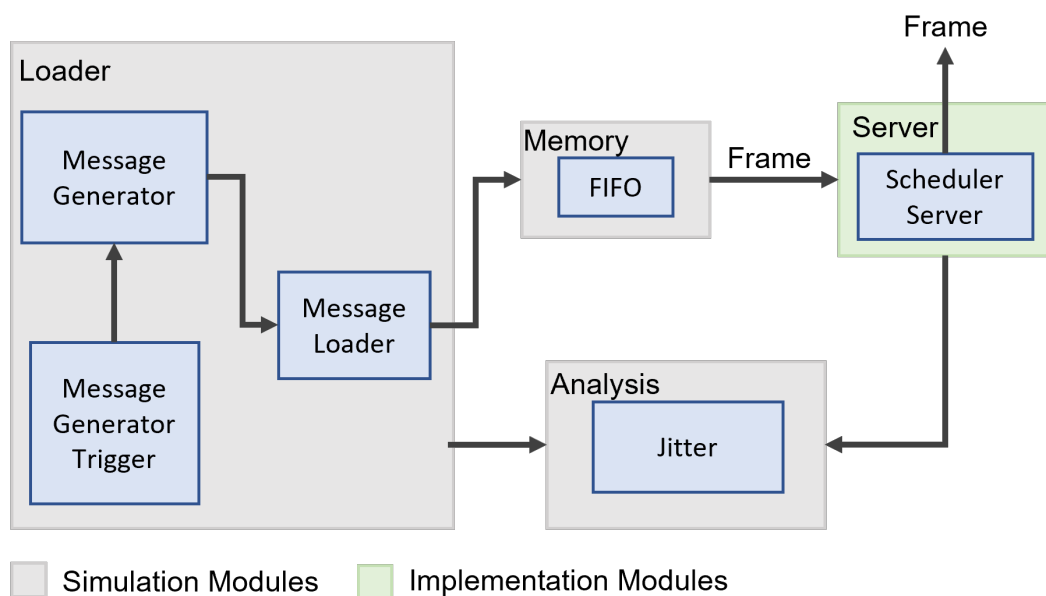 Frame
Loader
Message
Generator
Message
Generator
Trigger
Message
Loader
Memory
FIFO
Frame
Server
Scheduler
Server
Analysis
Jitter
Simulation Modules
Implementation Modules